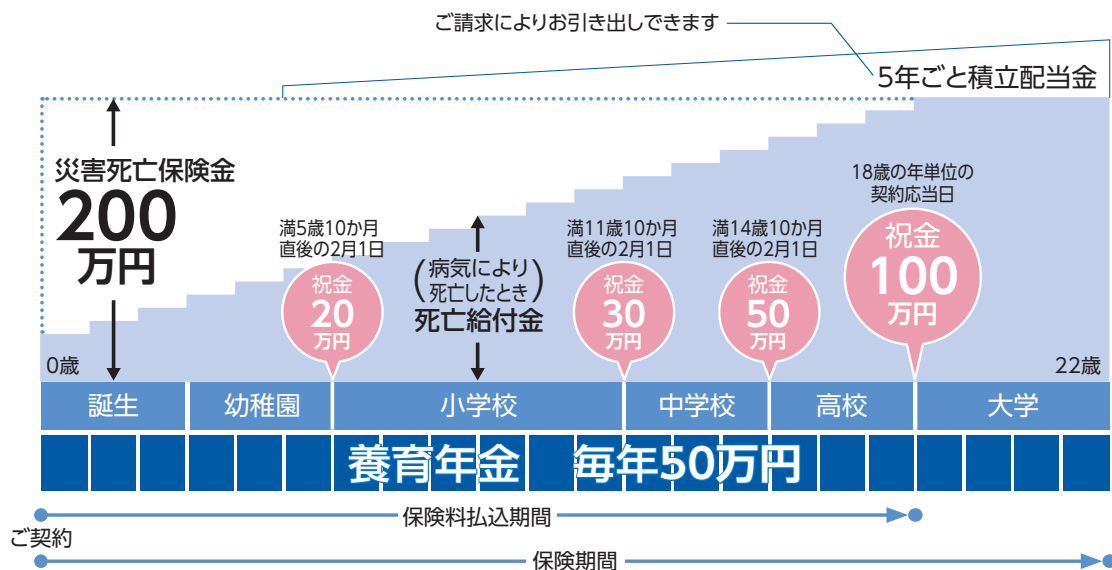 ご請求によりお引き出しできます
5年ごと積立配当金
災害死亡保険金
200
万円
満5歳10か月
直後の2月1日
祝金
20
万円
(病気により
死亡したとき)
死亡給付金
満11歳10か月
直後の2月1日
祝金
30
万円
満14歳10か月
直後の2月1日
祝金
50
万円
18歳の年単位の
契約応当日
祝金
100
万円
0歳
22歳
誕生 幼稚園 小学校 中学校 高校 大学
養育年金 毎年50万円
保険料払込期間
ご契約
保険期間